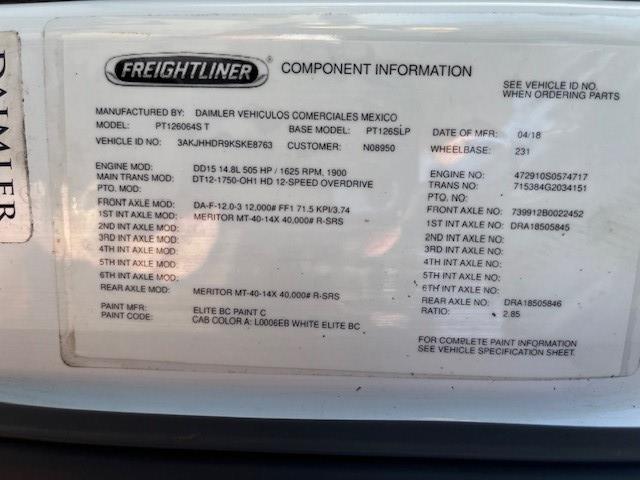 DAIMLER
FREIGHTLINER COMPONENT INFORMATION
SEE VEHICLE ID NO.
WHEN ORDERING PARTS
MANUFACTURED BY: DAIMLER VEHICULOS COMERCIALES MEXICO
MODEL: PT126064S T BASE MODEL: PT126SLP DATE OF MFR: 04/18
VEHICLE ID NO: 3AKJHHDR9KSKE8763 CUSTOMER: N08950 WHEELBASE: 231
ENGINE MOD: DD15 14.8L 505 HP / 1625 RPM, 1900 ENGINE NO: 472910S0574717
MAIN TRANS MOD: DT12-1750-OH1 HD 12-SPEED OVERDRIVE TRANS NO: 715384G2034151
PTO. MOD: PTO. NO:
FRONT AXLE MOD: DA-F-12.0-3 12,000# FF1 71.5 KPI/3.74 FRONT AXLE NO: 739912B0022452
1ST INT AXLE MOD: MERITOR MT-40-14X 40,000# R-SRS 1ST INT AXLE NO: DRA18505845
2ND INT AXLE MOD: 2ND INT AXLE NO:
3RD INT AXLE MOD: 3RD INT AXLE NO:
4TH INT AXLE MOD: 4TH INT AXLE NO:
5TH INT AXLE MOD: 5TH INT AXLE NO:
6TH INT AXLE MOD: 6TH INT AXLE NO:
REAR AXLE MOD: MERITOR MT-40-14X 40,000# R-SRS REAR AXLE NO: DRA18505846
RATIO: 2.85
PAINT MFR: ELITE BC PAINT C
PAINT CODE: CAB COLOR A: L0006EB WHITE ELITE BC
FOR COMPLETE PAINT INFORMATION
SEE VEHICLE SPECIFICATION SHEET.